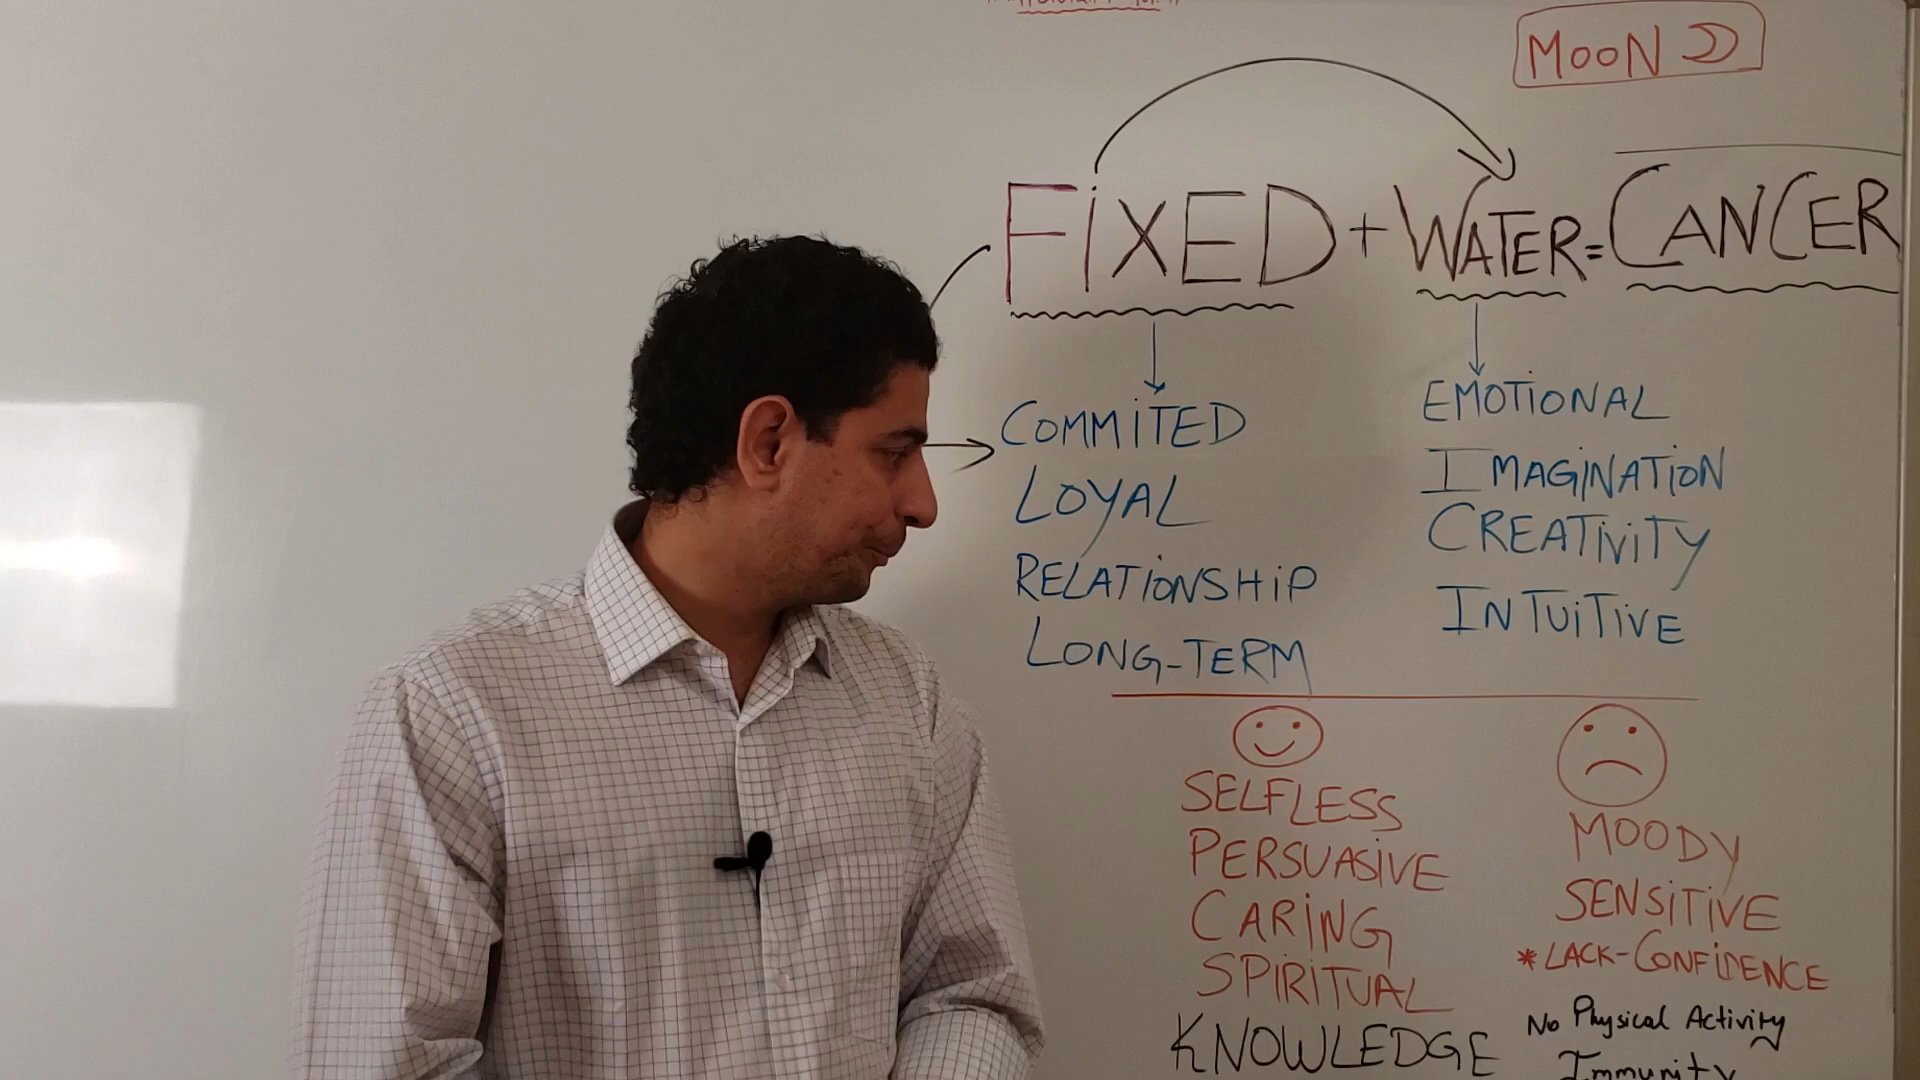 MOON
FiXED + WATER = CANCER
COMMITED
LOYAL
RELATiONSHiP
LONG-TERM
EMOTIONAL
IMAGiNATiON
CREATiViTY
INTUiTiVE
SELFLESS
PERSUASiVE
CARiNG
SPiRiTUAL
KNOWLEDGE
MOODY
SENSiTiVE
*LACK-CONFiDENCE
No Physical Activity
Immunity